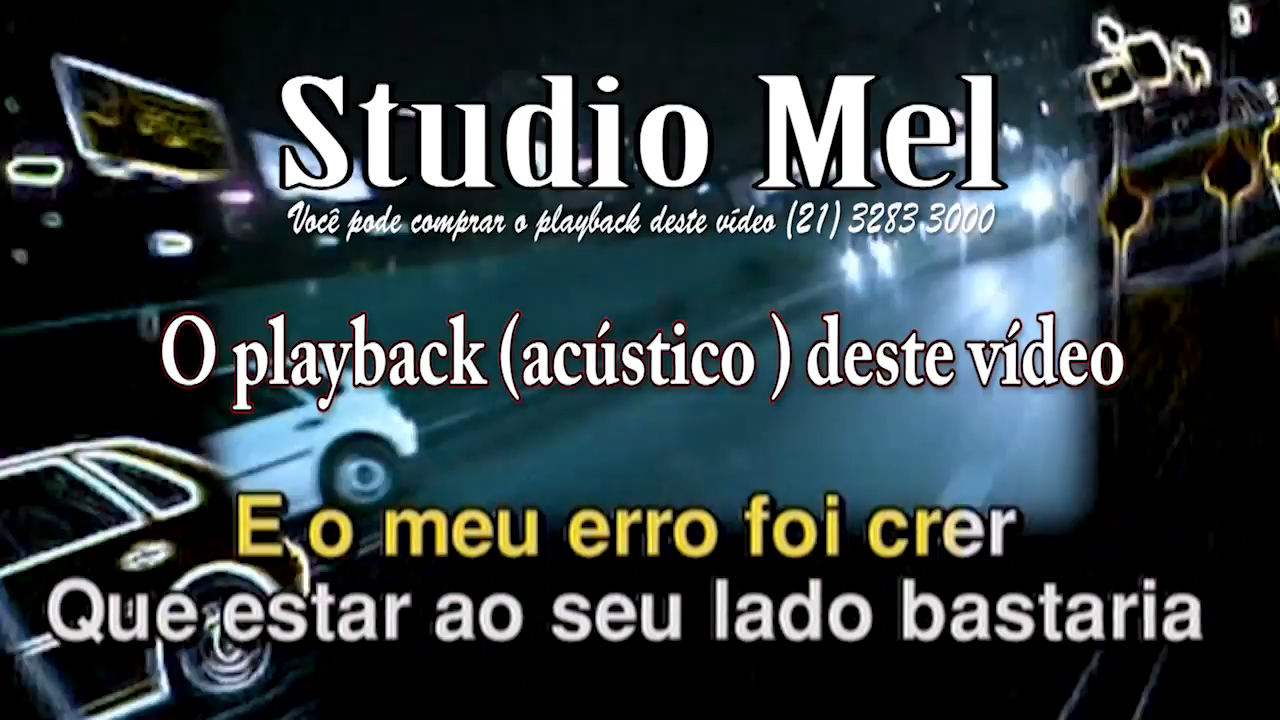 Studio Mel
Você pode comprar o playback deste vídeo (21) 3283 3000
O playback (acústico ) deste vídeo
E o meu erro foi crer
Que estar ao seu lado bastaria